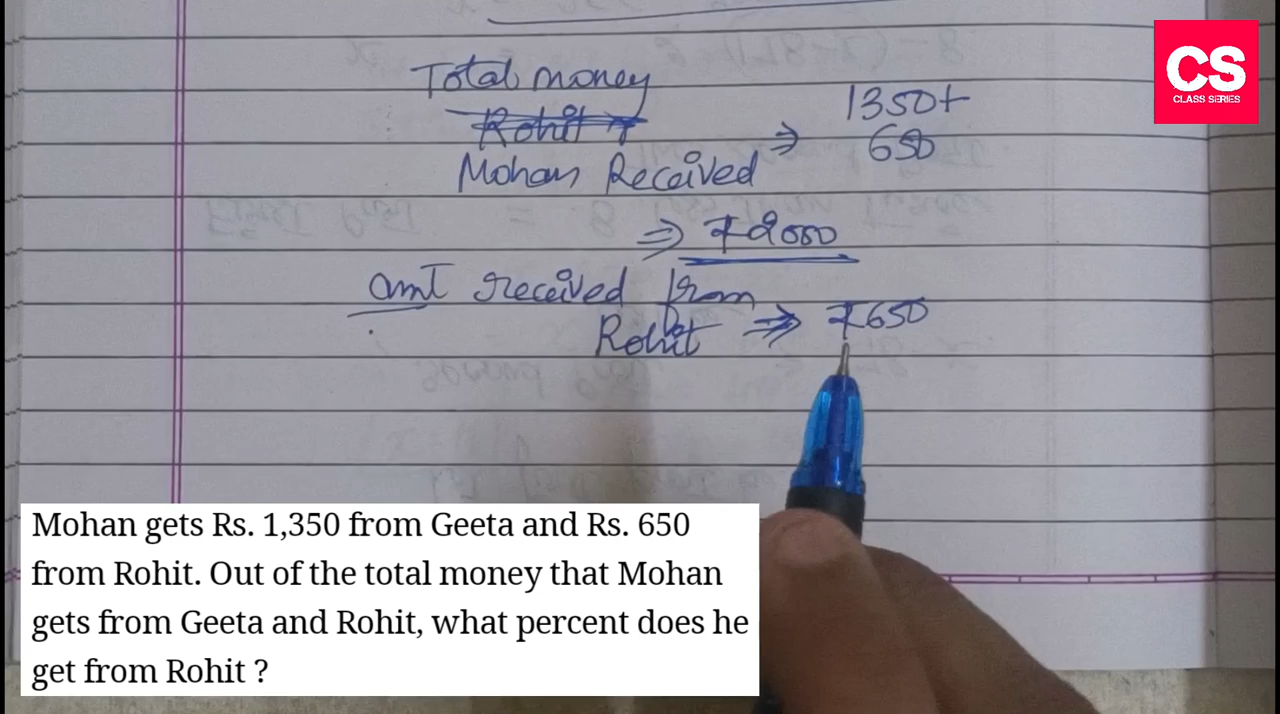 Total money
Rohit
1350+
Mohan Received ⇒ 650
⇒ ₹2000
amt received from
Rohit ⇒ ₹650
CS
CLASS SERIES
Mohan gets Rs. 1,350 from Geeta and Rs. 650
from Rohit. Out of the total money that Mohan
gets from Geeta and Rohit, what percent does he
get from Rohit ?